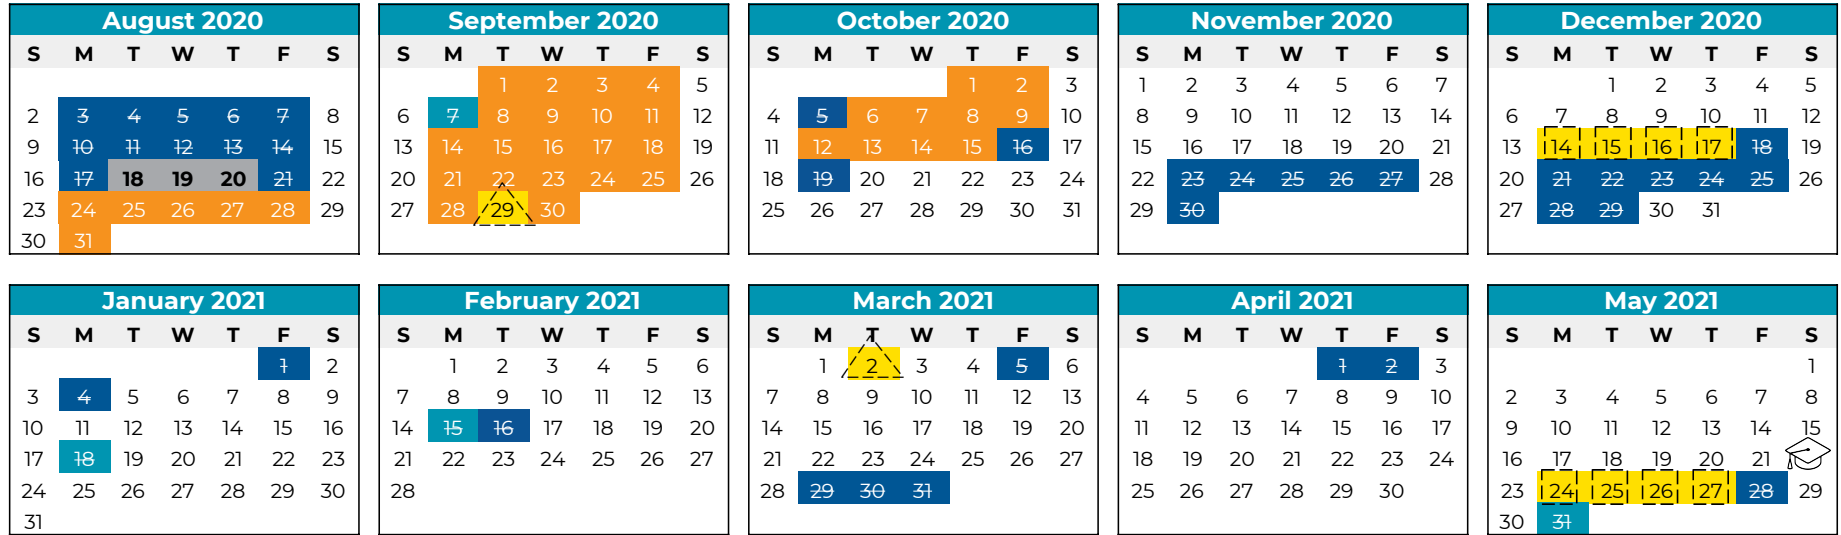 August 2020
S M T W T F S
2 3 4 5 6 7 8
9 10 11 12 13 14 15
16 17 18 19 20 21 22
23 24 25 26 27 28 29
30 31
September 2020
S M T W T F S
1 2 3 4 5
6 7 8 9 10 11 12
13 14 15 16 17 18 19
20 21 22 23 24 25 26
27 28 29 30
October 2020
S M T W T F S
1 2 3
4 5 6 7 8 9 10
11 12 13 14 15 16 17
18 19 20 21 22 23 24
25 26 27 28 29 30 31
November 2020
S M T W T F S
1 2 3 4 5 6 7
8 9 10 11 12 13 14
15 16 17 18 19 20 21
22 23 24 25 26 27 28
29 30
December 2020
S M T W T F S
1 2 3 4 5
6 7 8 9 10 11 12
13 14 15 16 17 18 19
20 21 22 23 24 25 26
27 28 29 30 31
January 2021
S M T W T F S
1 2
3 4 5 6 7 8 9
10 11 12 13 14 15 16
17 18 19 20 21 22 23
24 25 26 27 28 29 30
31
February 2021
S M T W T F S
1 2 3 4 5 6
7 8 9 10 11 12 13
14 15 16 17 18 19 20
21 22 23 24 25 26 27
28
March 2021
S M T W T F S
1 2 3 4 5 6
7 8 9 10 11 12 13
14 15 16 17 18 19 20
21 22 23 24 25 26 27
28 29 30 31
April 2021
S M T W T F S
1 2 3
4 5 6 7 8 9 10
11 12 13 14 15 16 17
18 19 20 21 22 23 24
25 26 27 28 29 30
May 2021
S M T W T F S
1
2 3 4 5 6 7 8
9 10 11 12 13 14 15
16 17 18 19 20 21
23 24 25 26 27 28 29
30 31